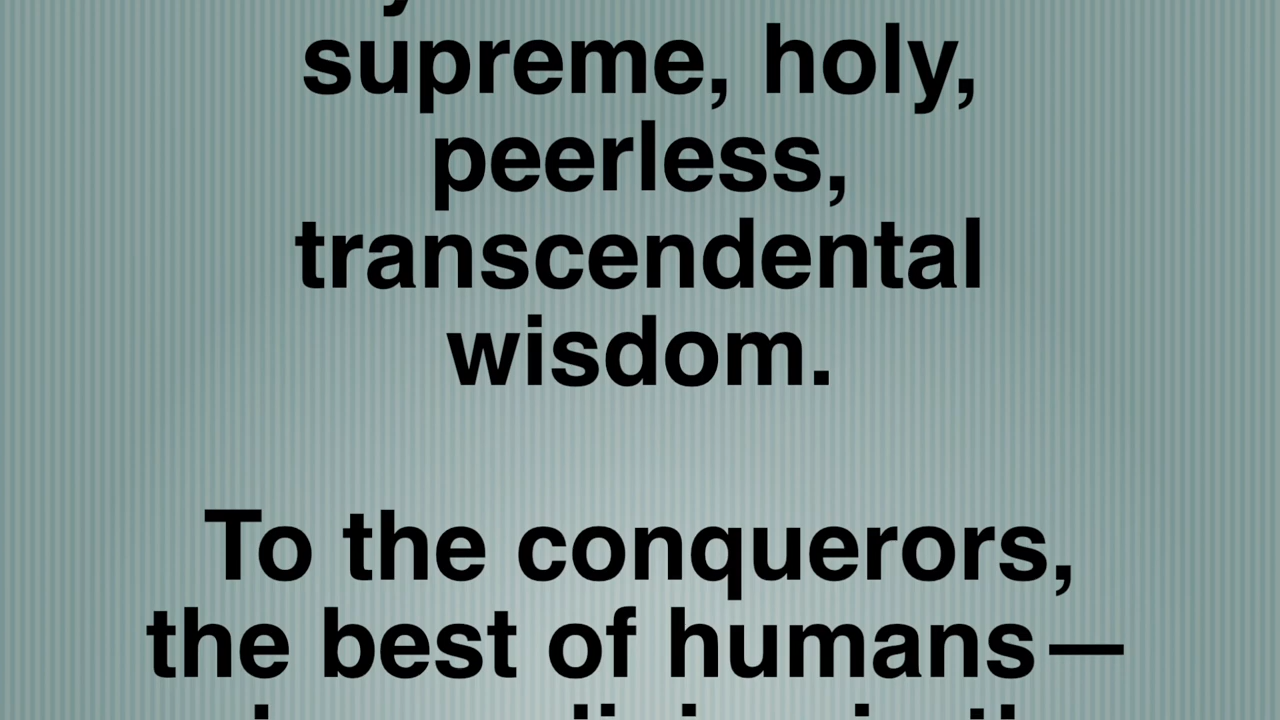 supreme, holy,
peerless,
transcendental
wisdom.
To the conquerors,
the best of humans—